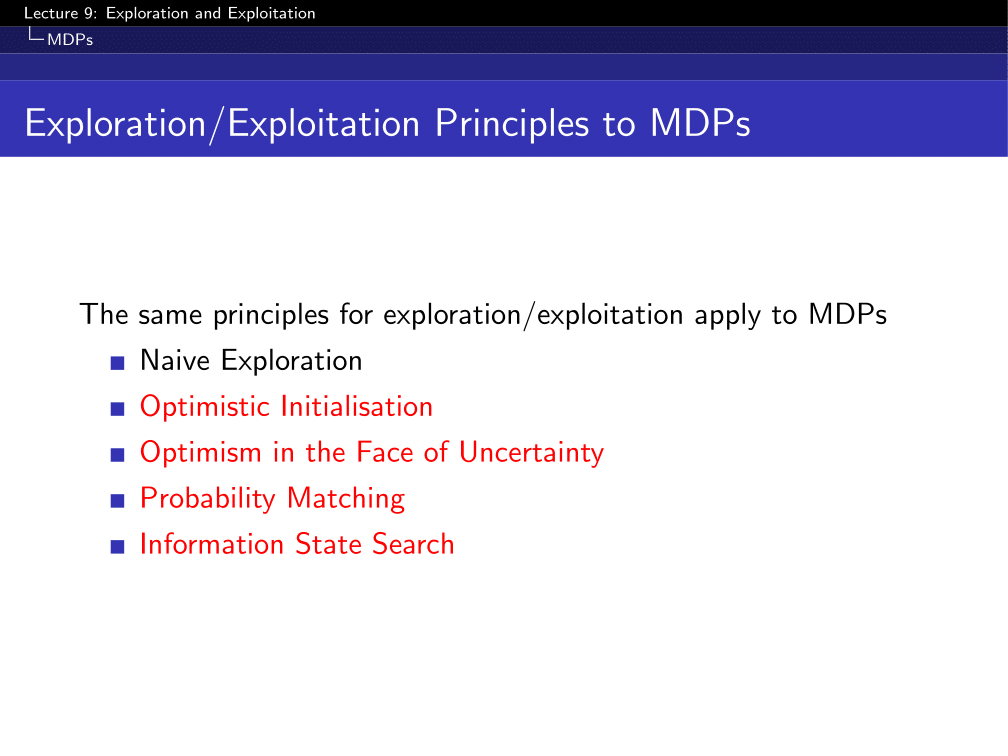 Lecture 9: Exploration and Exploitation
MDPs
Exploration/Exploitation Principles to MDPs
The same principles for exploration/exploitation apply to MDPs
Naive Exploration
Optimistic Initialisation
Optimism in the Face of Uncertainty
Probability Matching
Information State Search